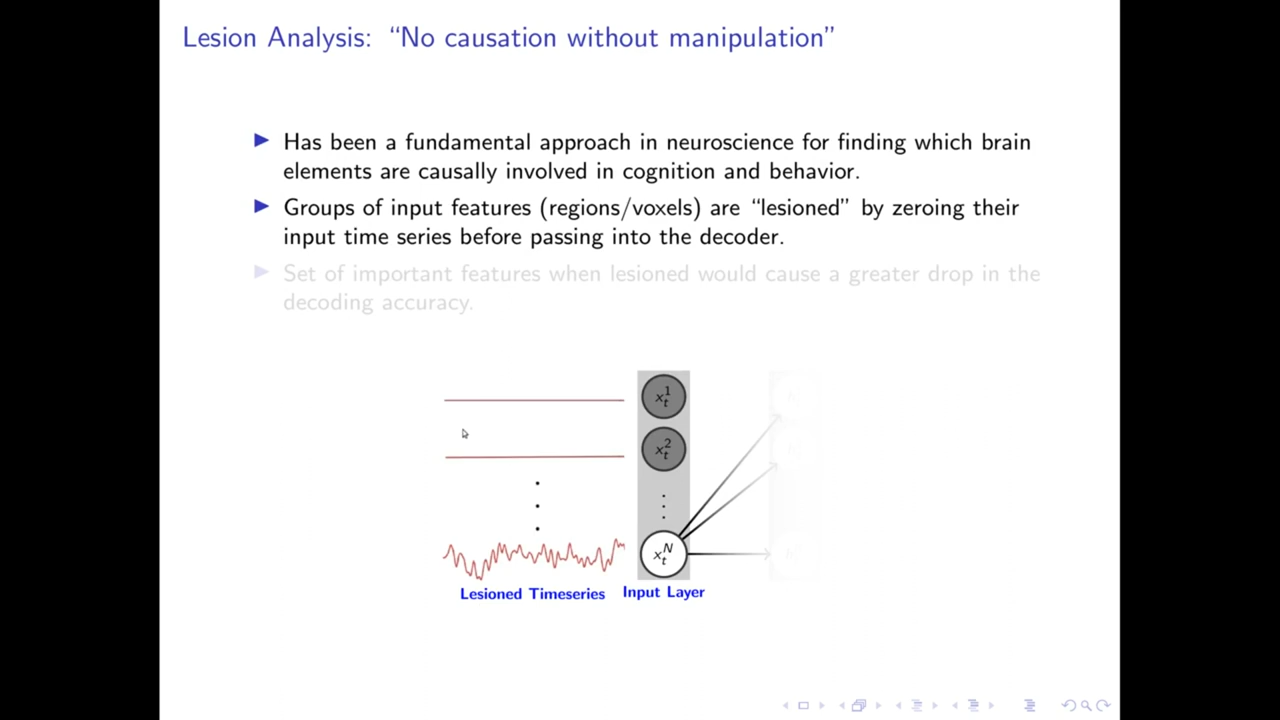 Lesion Analysis: “No causation without manipulation”
Has been a fundamental approach in neuroscience for finding which brain
elements are causally involved in cognition and behavior.
Groups of input features (regions/voxels) are “lesioned” by zeroing their
input time series before passing into the decoder.
Set of important features when lesioned would cause a greater drop in the
decoding accuracy.
x_t^1
x_t^2
x_t^N
Lesioned Timeseries
Input Layer